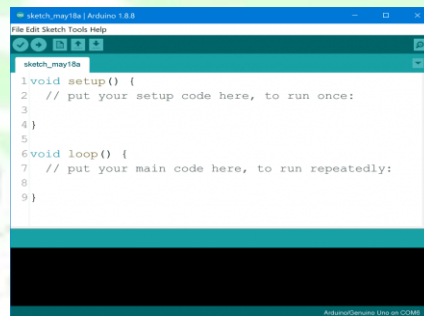 sketch_may18a | Arduino 1.8.8
File Edit Sketch Tools Help
sketch_may18a
1 void setup() {
2 // put your setup code here, to run once:
3
4 }
5
6 void loop() {
7 // put your main code here, to run repeatedly:
8
9 }
Arduino/Genuino Uno on COM8